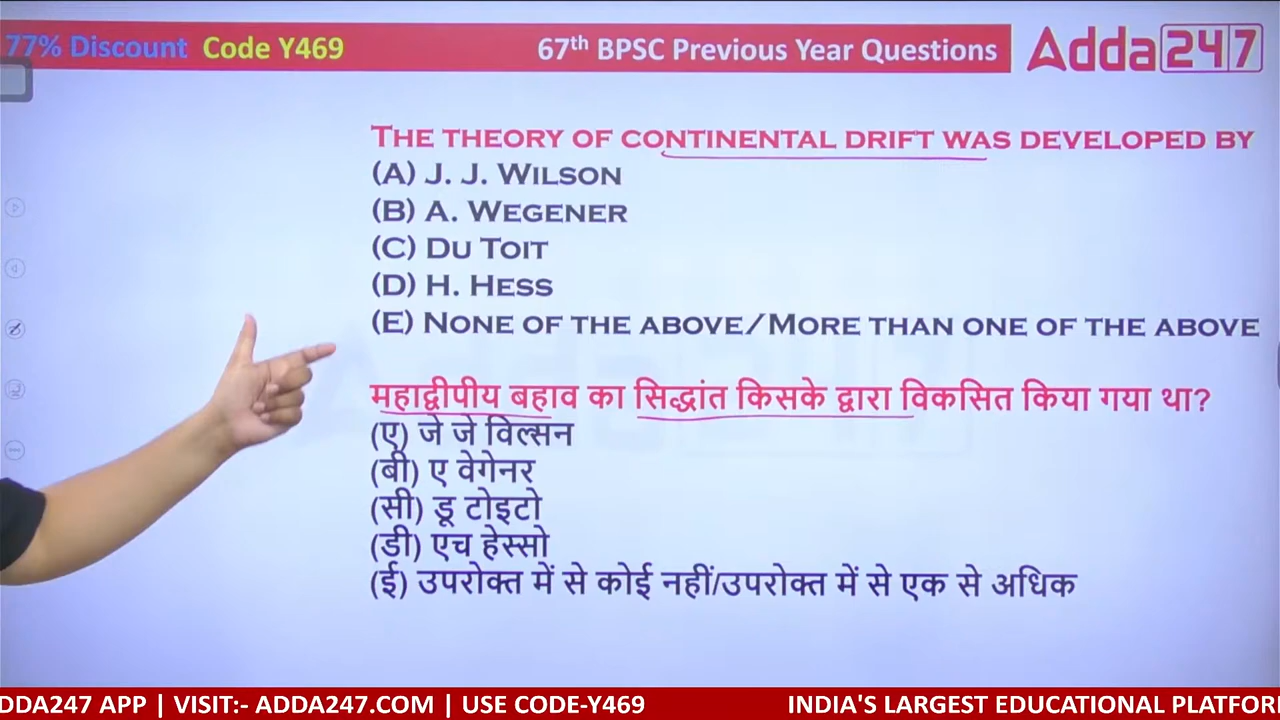 77% Discount Code Y469
67th BPSC Previous Year Questions
Adda247
THE THEORY OF CONTINENTAL DRIFT WAS DEVELOPED BY
(A) J. J. WILSON
(B) A. WEGENER
(C) DU TOIT
(D) H. HESS
(E) NONE OF THE ABOVE/MORE THAN ONE OF THE ABOVE
महाद्वीपीय बहाव का सिद्धांत किसके द्वारा विकसित किया गया था?
(ए) जे जे विल्सन
(बी) ए वेगेनर
(सी) डू टोइटो
(डी) एच हेस्सो
(ई) उपरोक्त में से कोई नहीं/उपरोक्त में से एक से अधिक
DDA247 APP | VISIT:- ADDA247.COM | USE CODE-Y469
INDIA'S LARGEST EDUCATIONAL PLATFOR